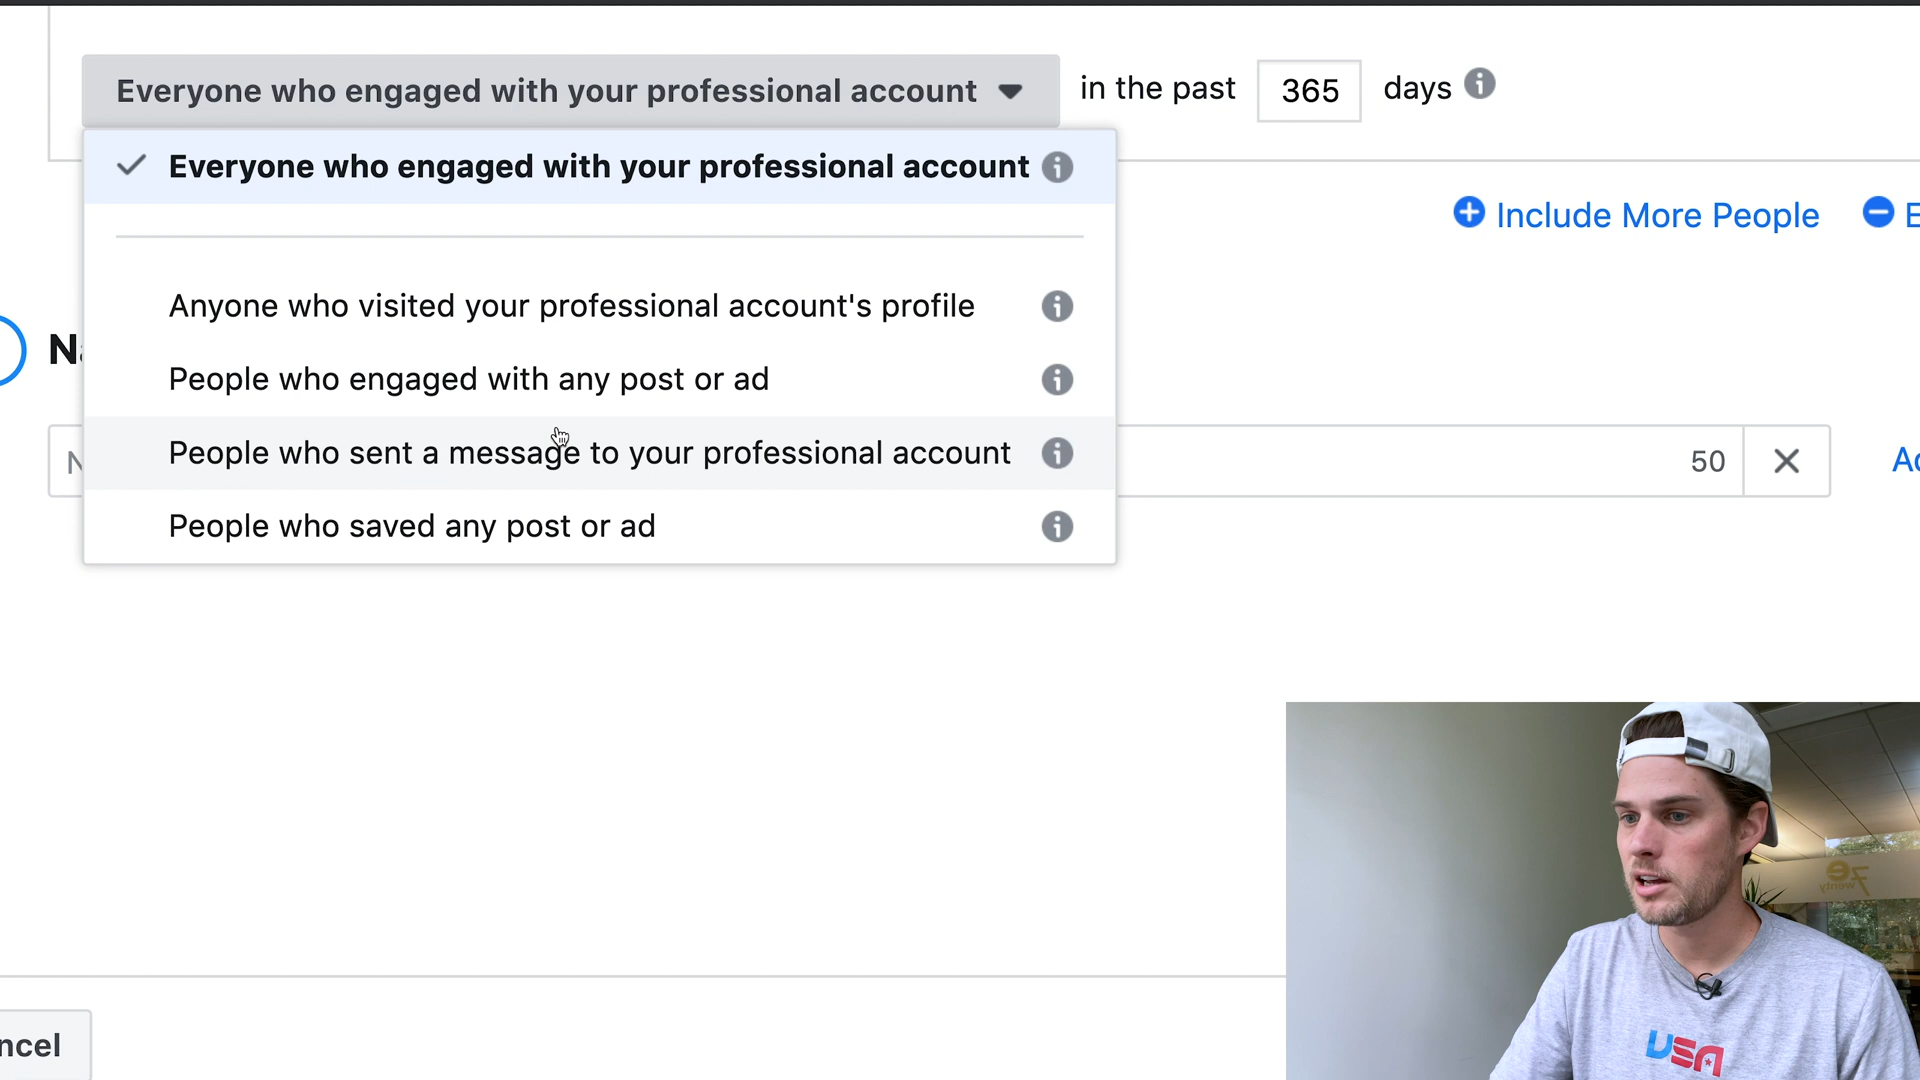 Everyone who engaged with your professional account in the past 365 days
Everyone who engaged with your professional account
Include More People
Anyone who visited your professional account's profile
People who engaged with any post or ad
People who sent a message to your professional account
50
People who saved any post or ad
ncel
7e
wenty
USA